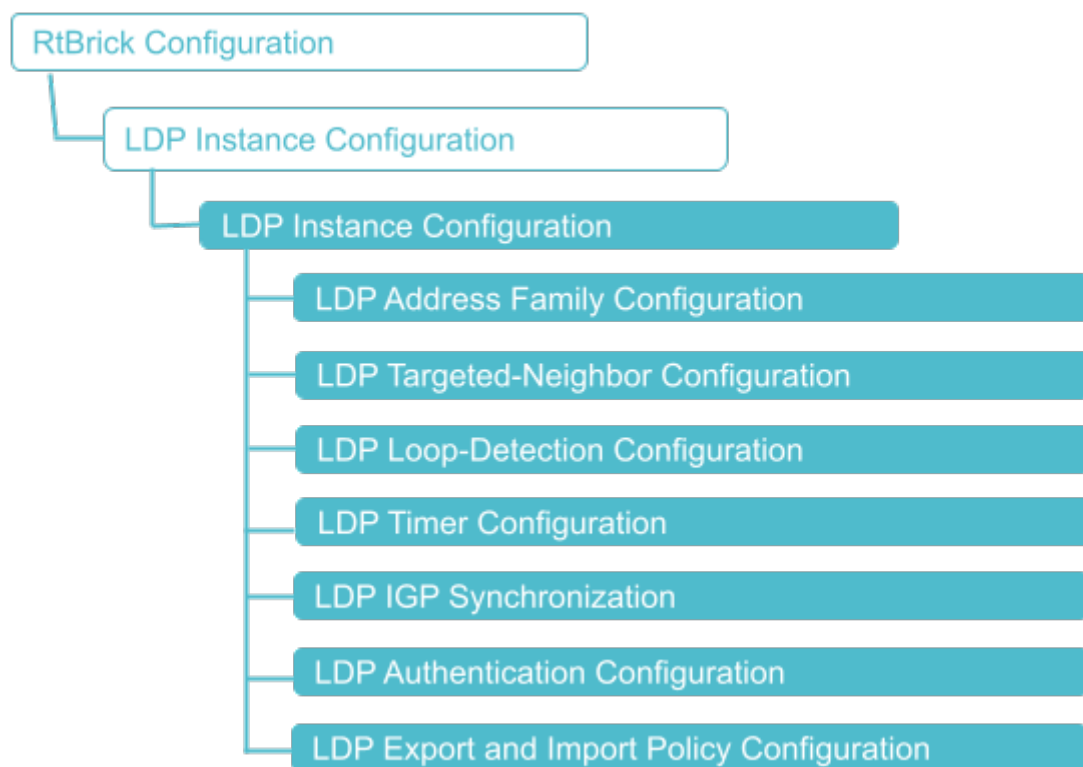 RtBrick Configuration
LDP Instance Configuration
LDP Instance Configuration
LDP Address Family Configuration
LDP Targeted-Neighbor Configuration
LDP Loop-Detection Configuration
LDP Timer Configuration
LDP IGP Synchronization
LDP Authentication Configuration
LDP Export and Import Policy Configuration